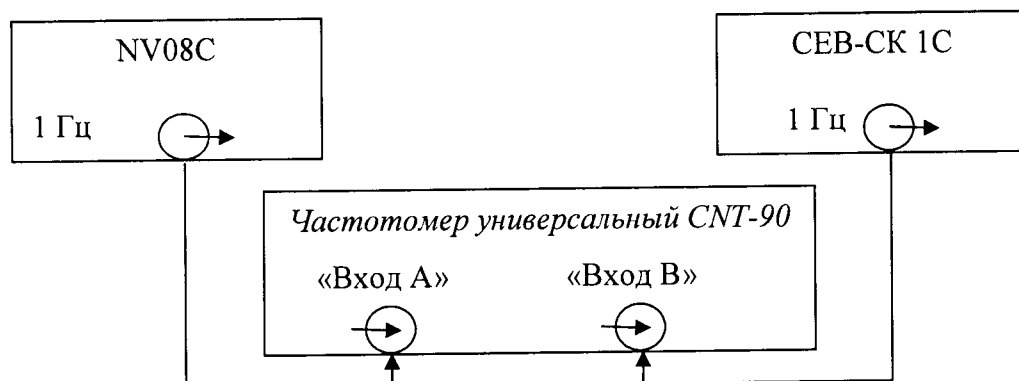 NV08C
1 Гц
СЕВ-СК 1С
1 Гц
Частотомер универсальный CNT-90
«Вход А»
«Вход В»